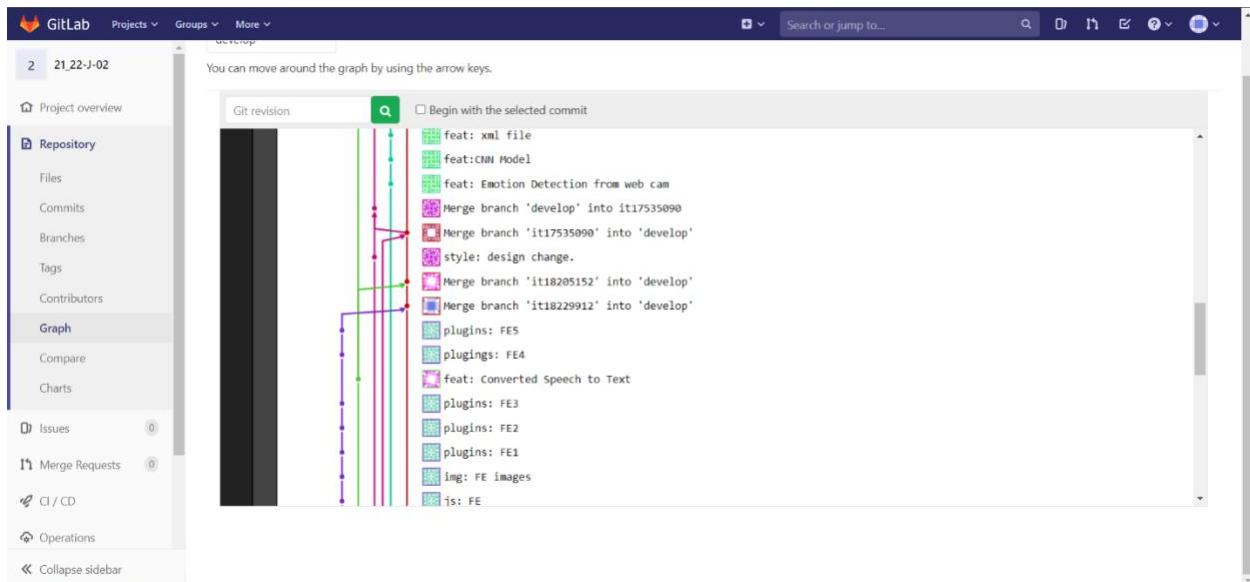 GitLab Projects Groups More Search or jump to...
2 21_22-J-02
Project overview
Repository
Files
Commits
Branches
Tags
Contributors
Graph
Compare
Charts
Issues 0
Merge Requests 0
CI / CD
Operations
Collapse sidebar
develop
You can move around the graph by using the arrow keys.
Git revision Begin with the selected commit
feat: xml file
feat:CNN Model
feat: Emotion Detection from web cam
Merge branch 'develop' into it17535090
Merge branch 'it17535090' into 'develop'
style: design change.
Merge branch 'it18205152' into 'develop'
Merge branch 'it18229912' into 'develop'
plugins: FE5
plugings: FE4
feat: Converted Speech to Text
plugins: FE3
plugins: FE2
plugins: FE1
img: FE images
js: FE